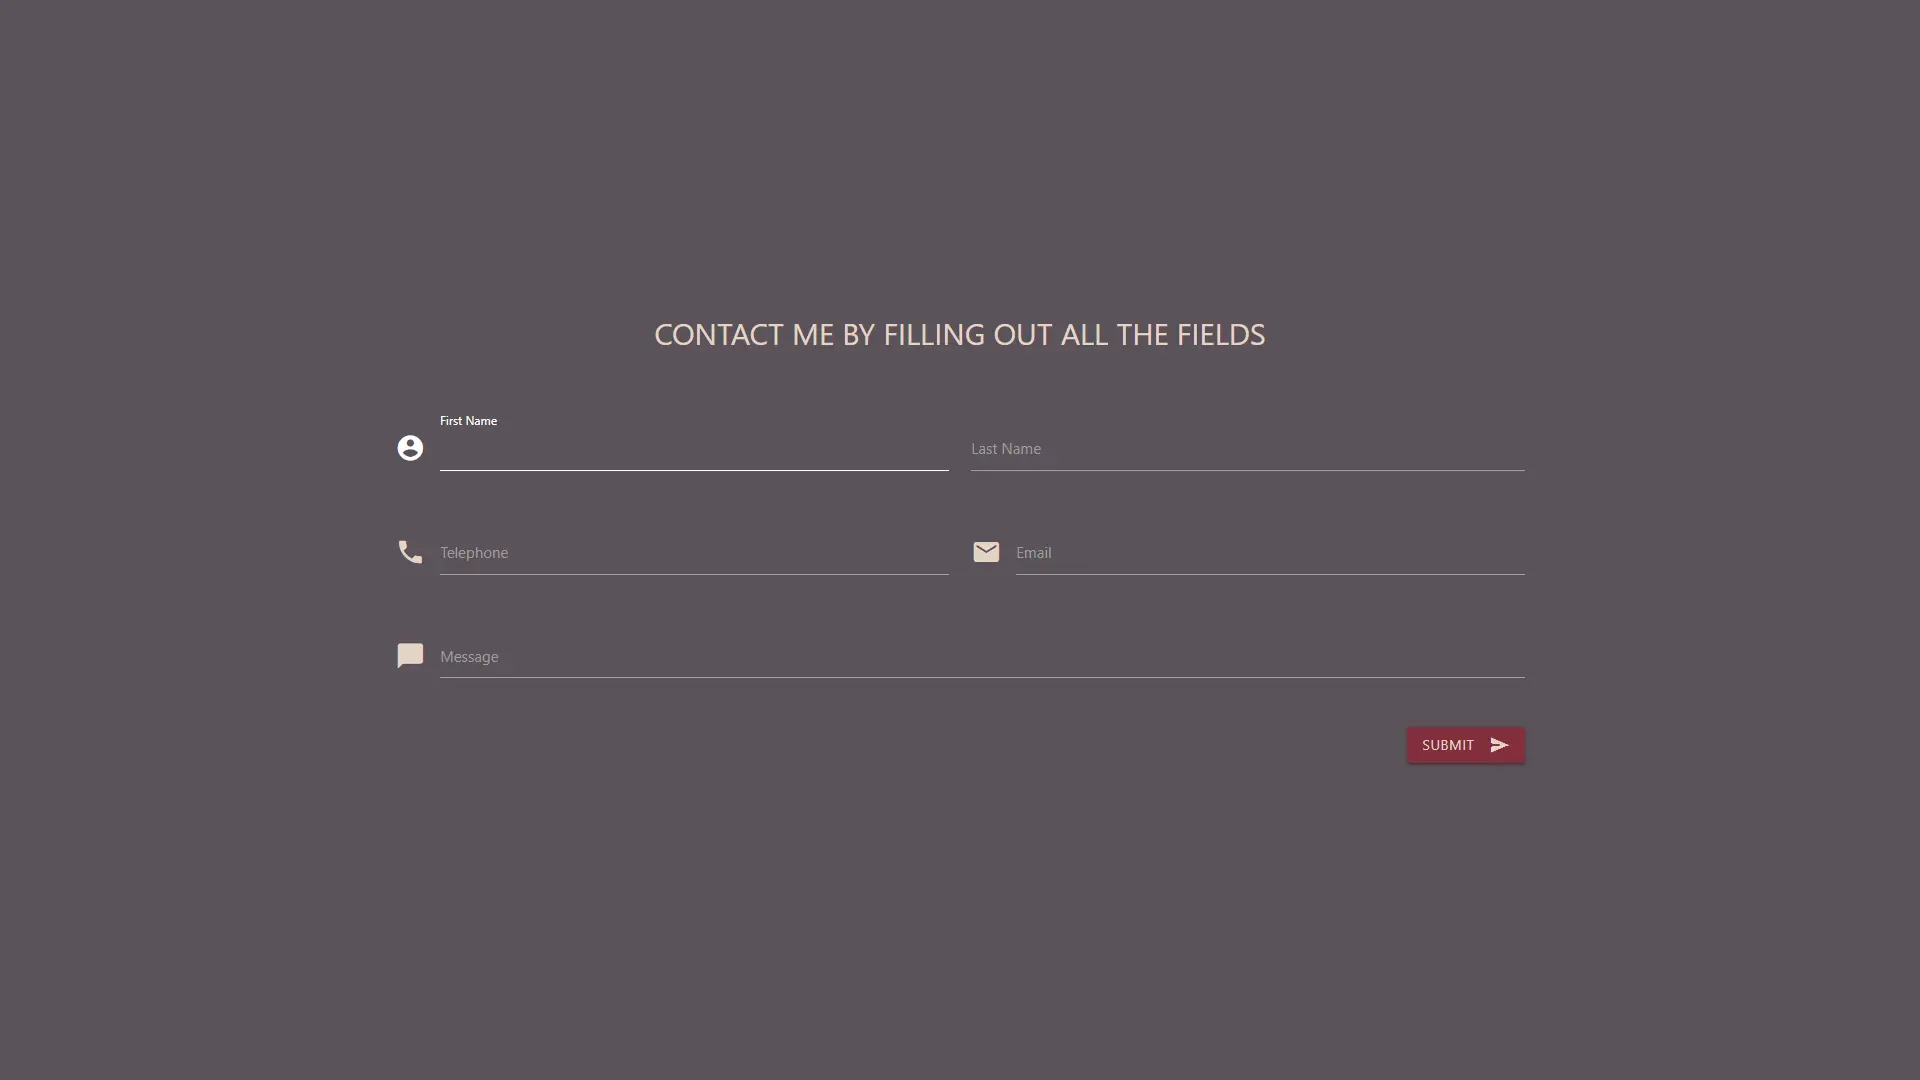 CONTACT ME BY FILLING OUT ALL THE FIELDS
First Name
Last Name
Telephone
Email
Message
SUBMIT